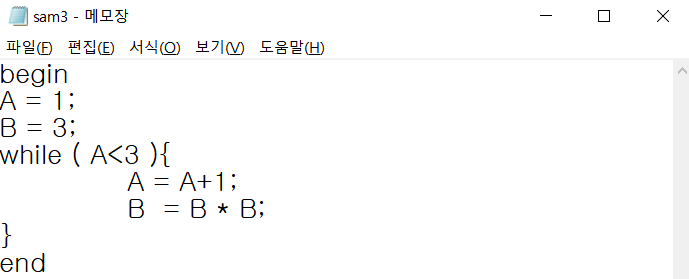 sam3 - 메모장
파일(F) 편집(E) 서식(O) 보기(V) 도움말(H)
begin
A = 1;
B = 3;
while ( A<3 ){
A = A+1;
B  = B * B;
}
end